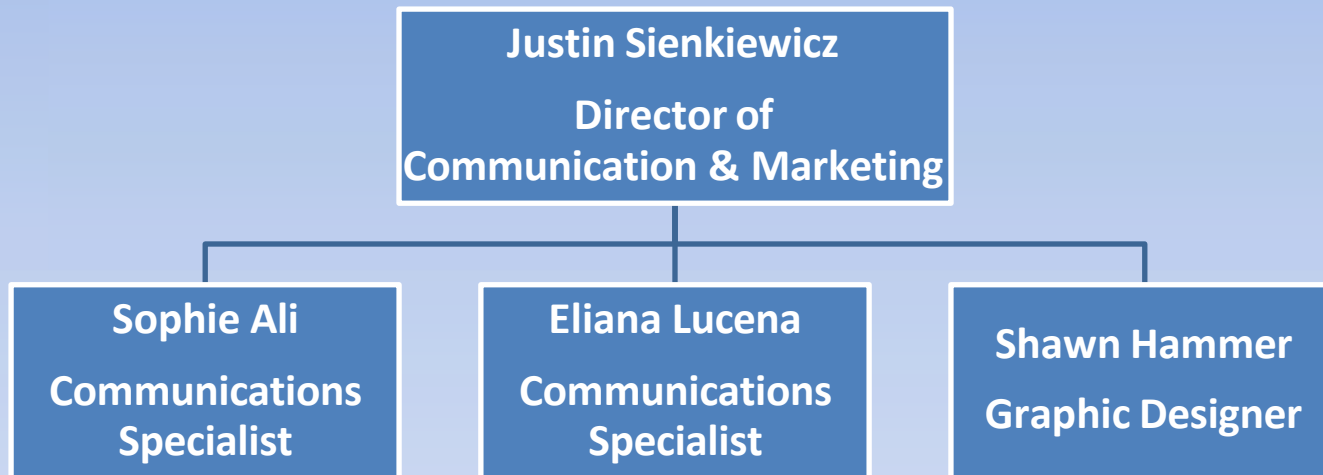 Justin Sienkiewicz
Director of
Communication & Marketing
Sophie Ali
Communications
Specialist
Eliana Lucena
Communications
Specialist
Shawn Hammer
Graphic Designer